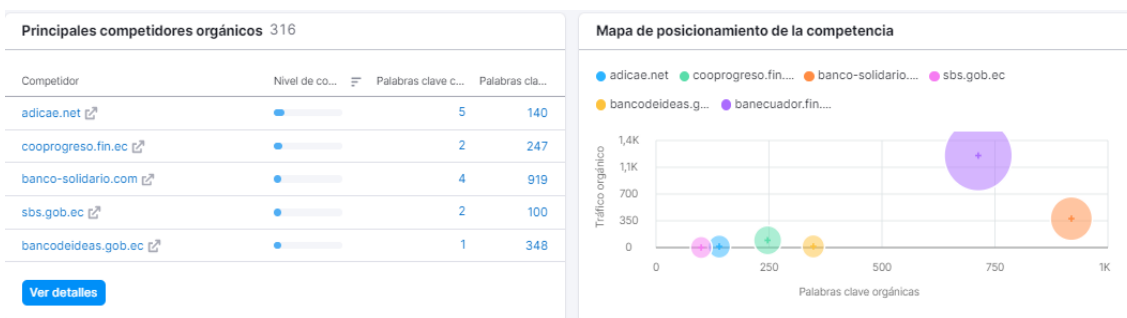 Principales competidores orgánicos 316
Competidor Nivel de co... Palabras clave c... Palabras cla...
adicae.net 5 140
cooprogreso.fin.ec 2 247
banco-solidario.com 4 919
sbs.gob.ec 2 100
bancodeideas.gob.ec 1 348
Ver detalles
Mapa de posicionamiento de la competencia
adicae.net cooprogreso.fin.... banco-solidario.... sbs.gob.ec
bancodeideas.g... banecuador.fin....
Tráfico orgánico
1,4K
1,1K
700
350
0
0 250 500 750 1K
Palabras clave orgánicas